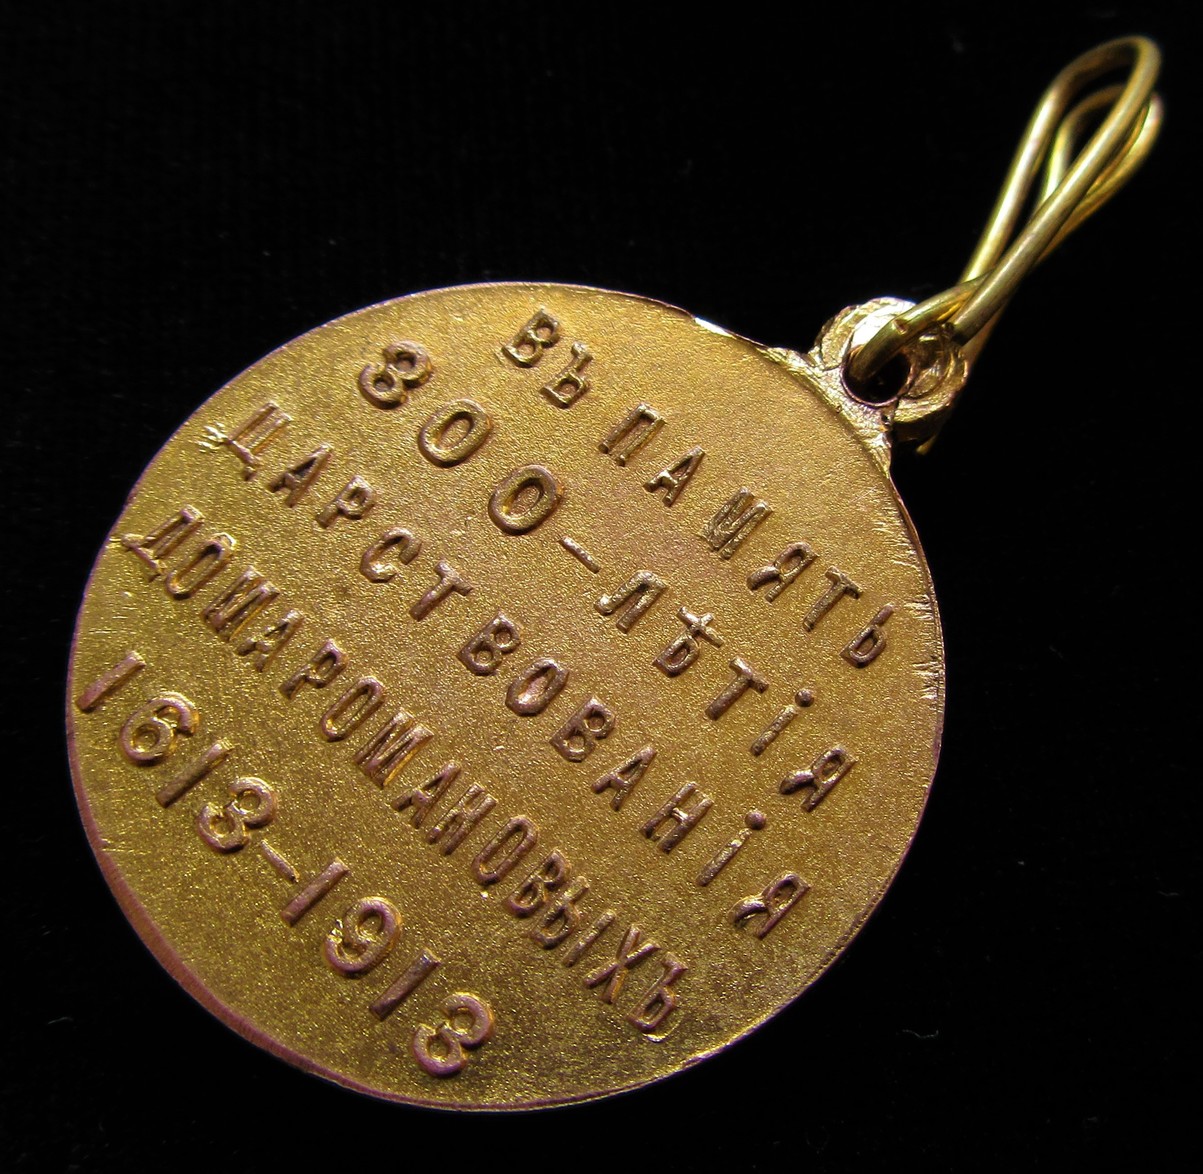 ВЪ ПАМЯТЬ
300-ЛѢТІЯ
ЦАРСТВОВАНІЯ
ДОМА РОМАНОВЫХЪ
1613-1913